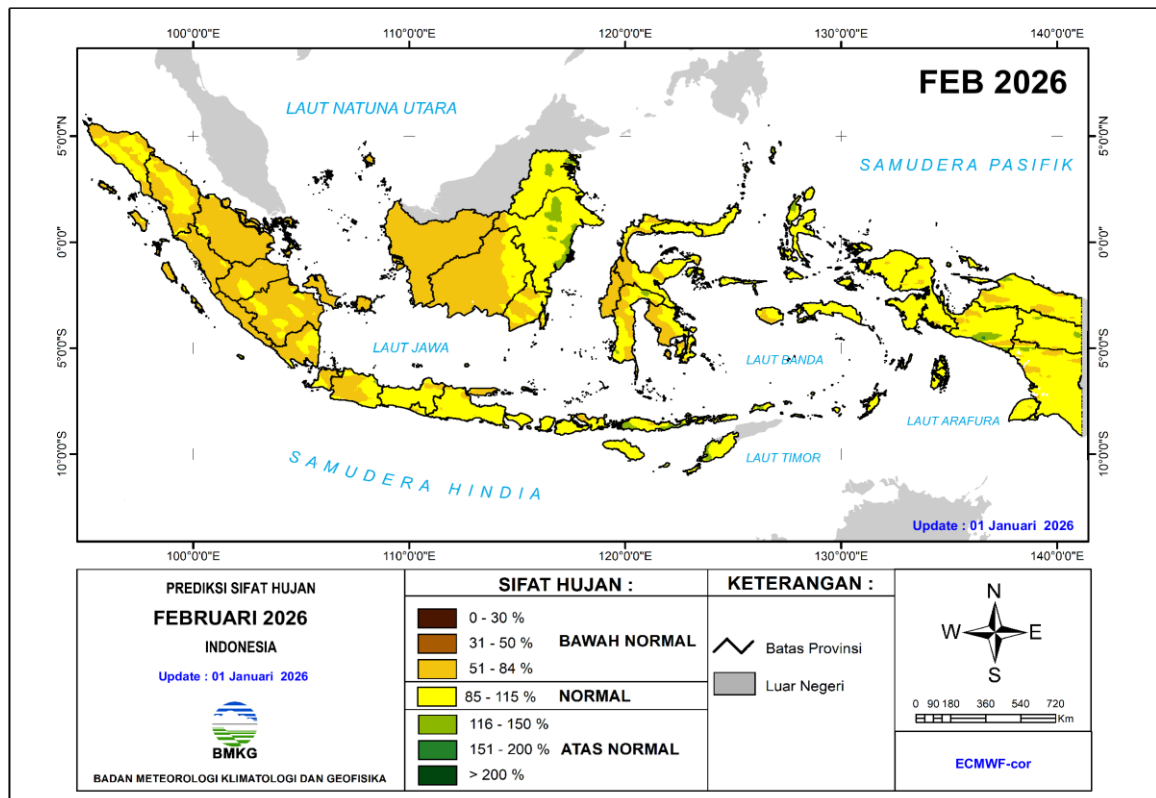 100°0'0"E
110°0'0"E
120°0'0"E
130°0'0"E
140°0'0"E
FEB 2026
LAUT NATUNA UTARA
5°0'0"N
5°0'0"N
SAMUDERA PASIFIK
0°0'0"
0°0'0"
LAUT JAWA
LAUT BANDA
5°0'0"S
5°0'0"S
LAUT ARAFURA
10°0'0"S
10°0'0"S
SAMUDERA HINDIA
LAUT TIMOR
Update : 01 Januari 2026
100°0'0"E
110°0'0"E
120°0'0"E
130°0'0"E
140°0'0"E
PREDIKSI SIFAT HUJAN
FEBRUARI 2026
INDONESIA
Update : 01 Januari 2026
BMKG
BADAN METEOROLOGI KLIMATOLOGI DAN GEOFISIKA
SIFAT HUJAN :
0 - 30 %
31 - 50 %
BAWAH NORMAL
51 - 84 %
85 - 115 %
NORMAL
116 - 150 %
151 - 200 %
ATAS NORMAL
> 200 %
KETERANGAN :
Batas Provinsi
Luar Negeri
N
W
E
S
0 90 180 360 540 720
Km
ECMWF-cor